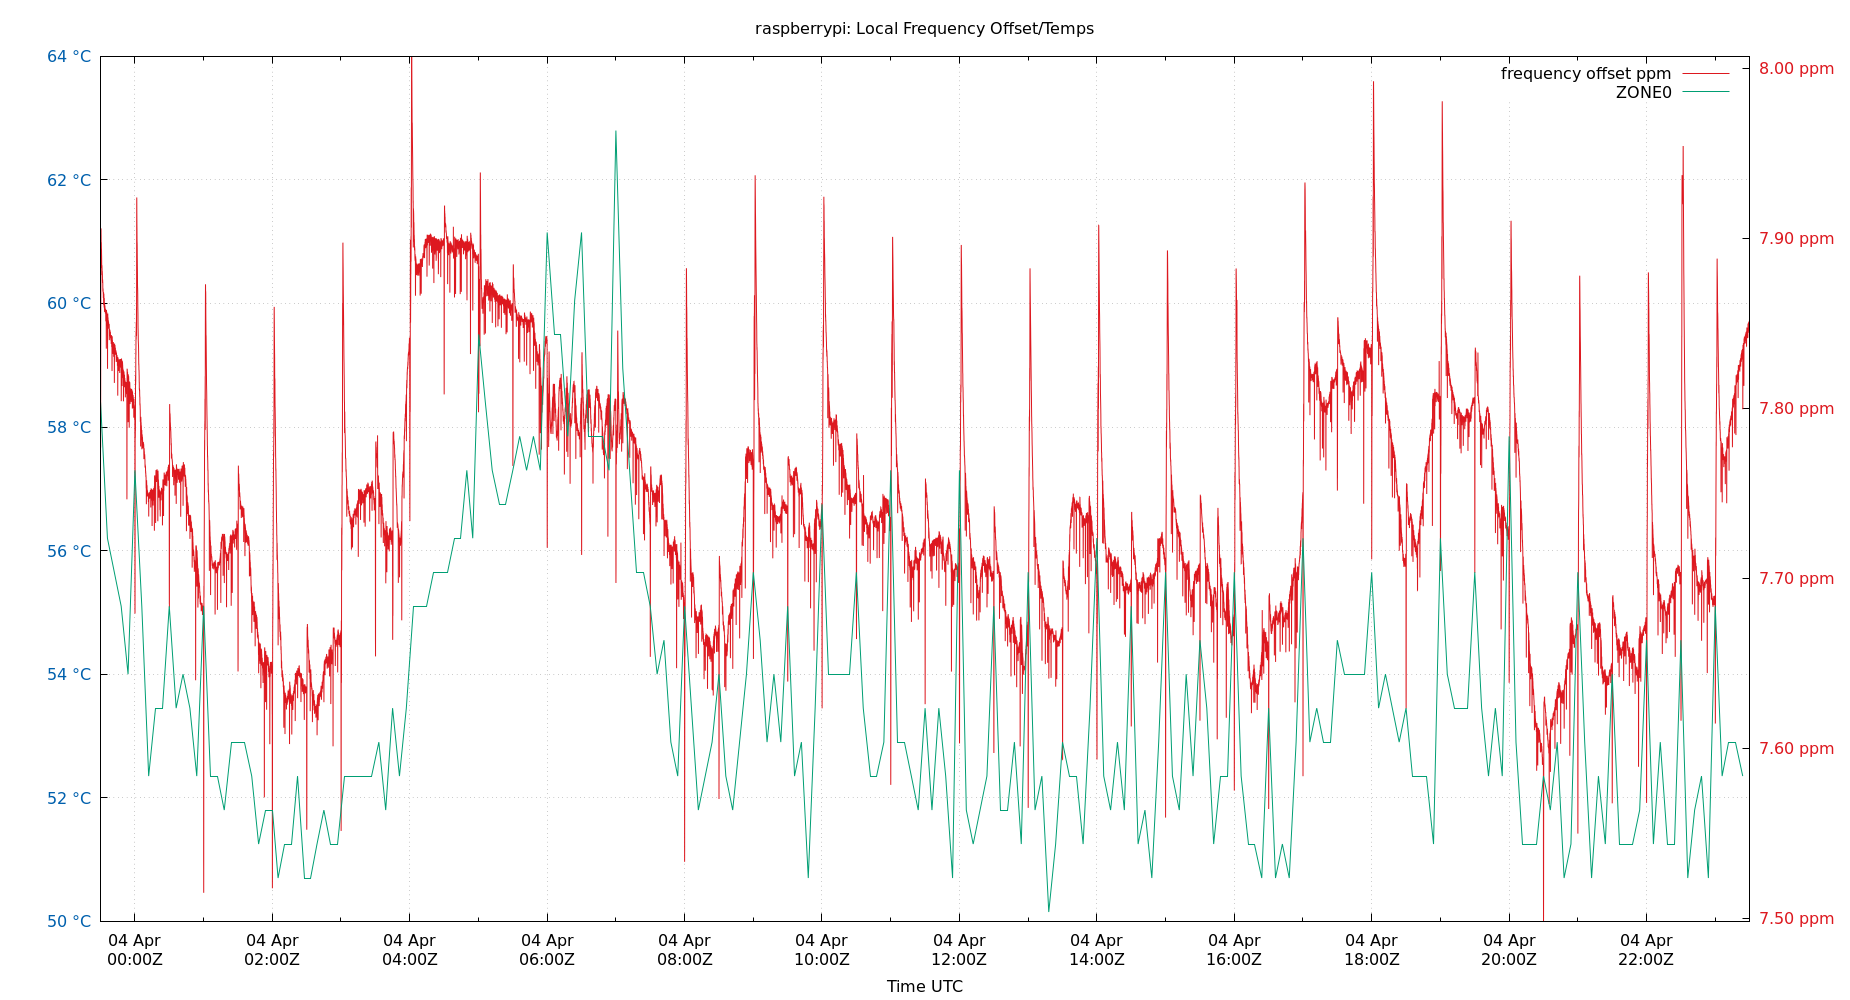 raspberrypi: Local Frequency Offset/Temps
64 °C
62 °C
60 °C
58 °C
56 °C
54 °C
52 °C
50 °C
8.00 ppm
7.90 ppm
7.80 ppm
7.70 ppm
7.60 ppm
7.50 ppm
frequency offset ppm
ZONE0
04 Apr 04 Apr 04 Apr 04 Apr 04 Apr 04 Apr 04 Apr 04 Apr 04 Apr 04 Apr 04 Apr 04 Apr
00:00Z 02:00Z 04:00Z 06:00Z 08:00Z 10:00Z 12:00Z 14:00Z 16:00Z 18:00Z 20:00Z 22:00Z
Time UTC